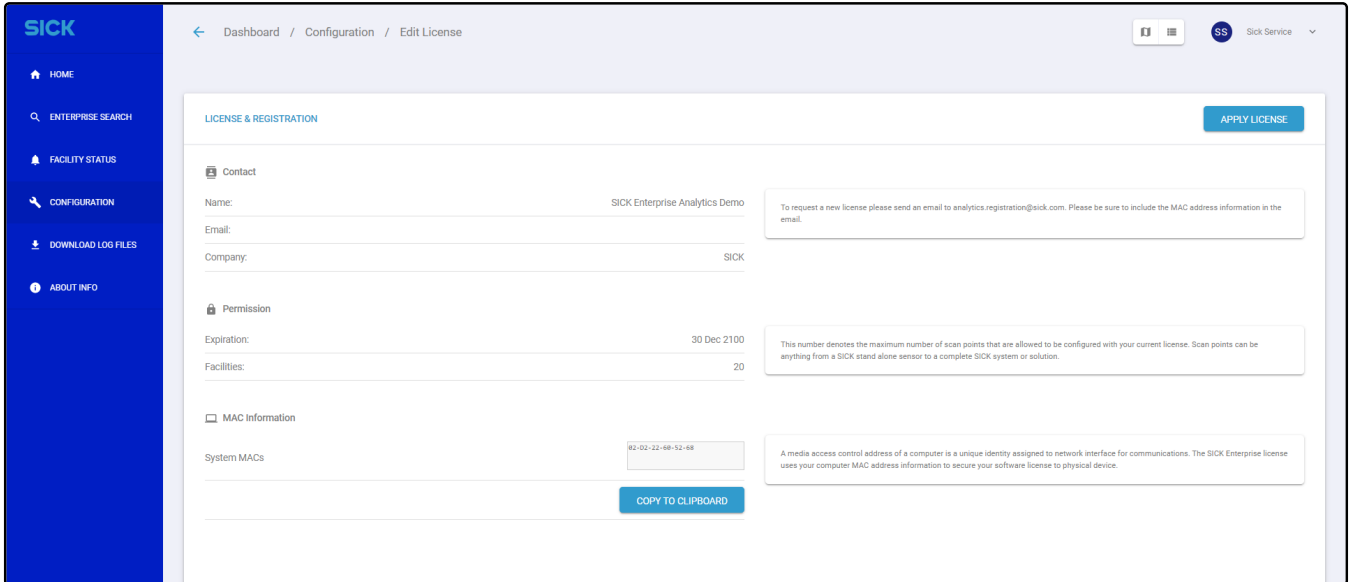 SICK
Dashboard / Configuration / Edit License
SS Sick Service
HOME
ENTERPRISE SEARCH
FACILITY STATUS
CONFIGURATION
DOWNLOAD LOG FILES
ABOUT INFO
LICENSE & REGISTRATION
APPLY LICENSE
Contact
Name: SICK Enterprise Analytics Demo
Email:
Company: SICK
To request a new license please send an email to analytics.registration@sick.com. Please be sure to include the MAC address information in the
email.
Permission
Expiration: 30 Dec 2100
Facilities: 20
This number denotes the maximum number of scan points that are allowed to be configured with your current license. Scan points can be
anything from a SICK stand alone sensor to a complete SICK system or solution.
MAC Information
System MACs
02-D2-22-60-52-68
A media access control address of a computer is a unique identity assigned to network interface for communications. The SICK Enterprise license
uses your computer MAC address information to secure your software license to physical device.
COPY TO CLIPBOARD